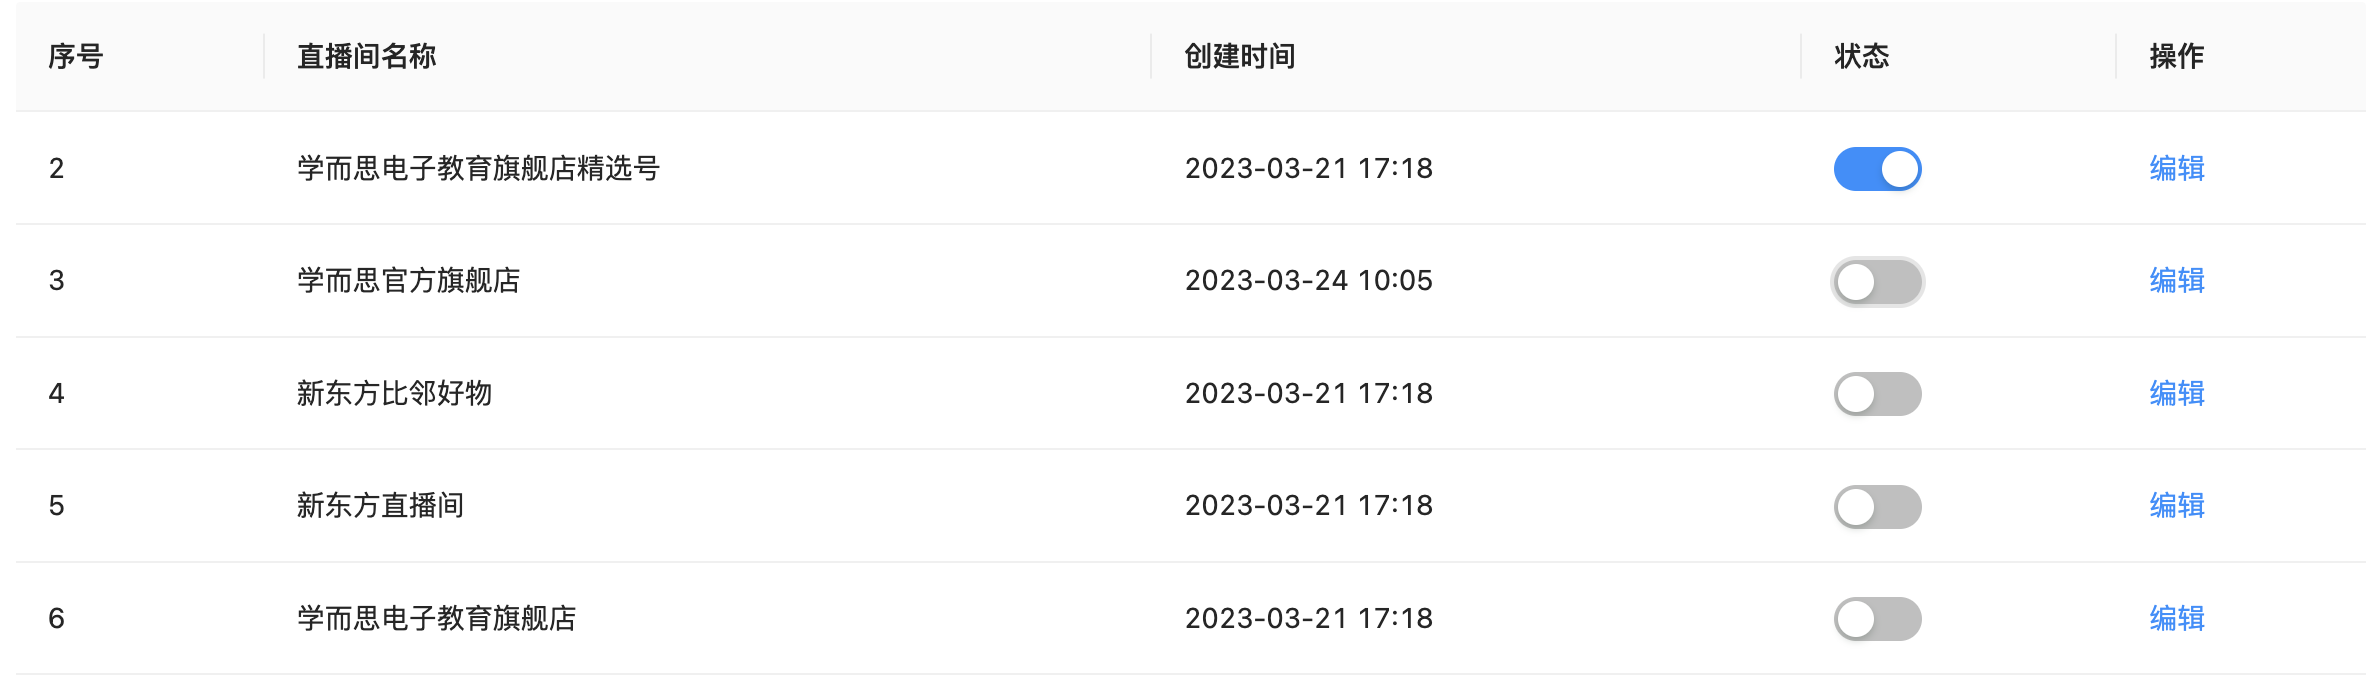 序号 直播间名称 创建时间 状态 操作
2 学而思电子教育旗舰店精选号 2023-03-21 17:18 编辑
3 学而思官方旗舰店 2023-03-24 10:05 编辑
4 新东方比邻好物 2023-03-21 17:18 编辑
5 新东方直播间 2023-03-21 17:18 编辑
6 学而思电子教育旗舰店 2023-03-21 17:18 编辑